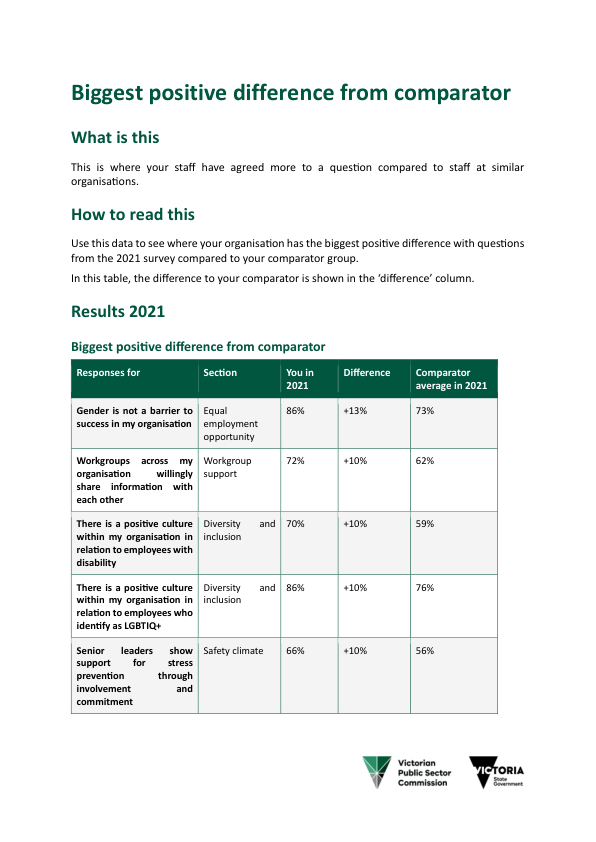 Biggest positive difference from comparator
What is this
This is where your staff have agreed more to a question compared to staff at similar
organisations.
How to read this
Use this data to see where your organisation has the biggest positive difference with questions
from the 2021 survey compared to your comparator group.
In this table, the difference to your comparator is shown in the ‘difference’ column.
Results 2021
Biggest positive difference from comparator
Responses for Section You in Difference Comparator
2021 average in 2021
Gender is not a barrier to Equal 86% +13% 73%
success in my organisation employment
opportunity
Workgroups across my Workgroup 72% +10% 62%
organisation willingly support
share information with
each other
There is a positive culture Diversity and 70% +10% 59%
within my organisation in inclusion
relation to employees with
disability
There is a positive culture Diversity and 86% +10% 76%
within my organisation in inclusion
relation to employees who
identify as LGBTIQ+
Senior leaders show Safety climate 66% +10% 56%
support for stress
prevention through
involvement and
commitment
Victorian
Public Sector
Commission
VICTORIA
State
Government